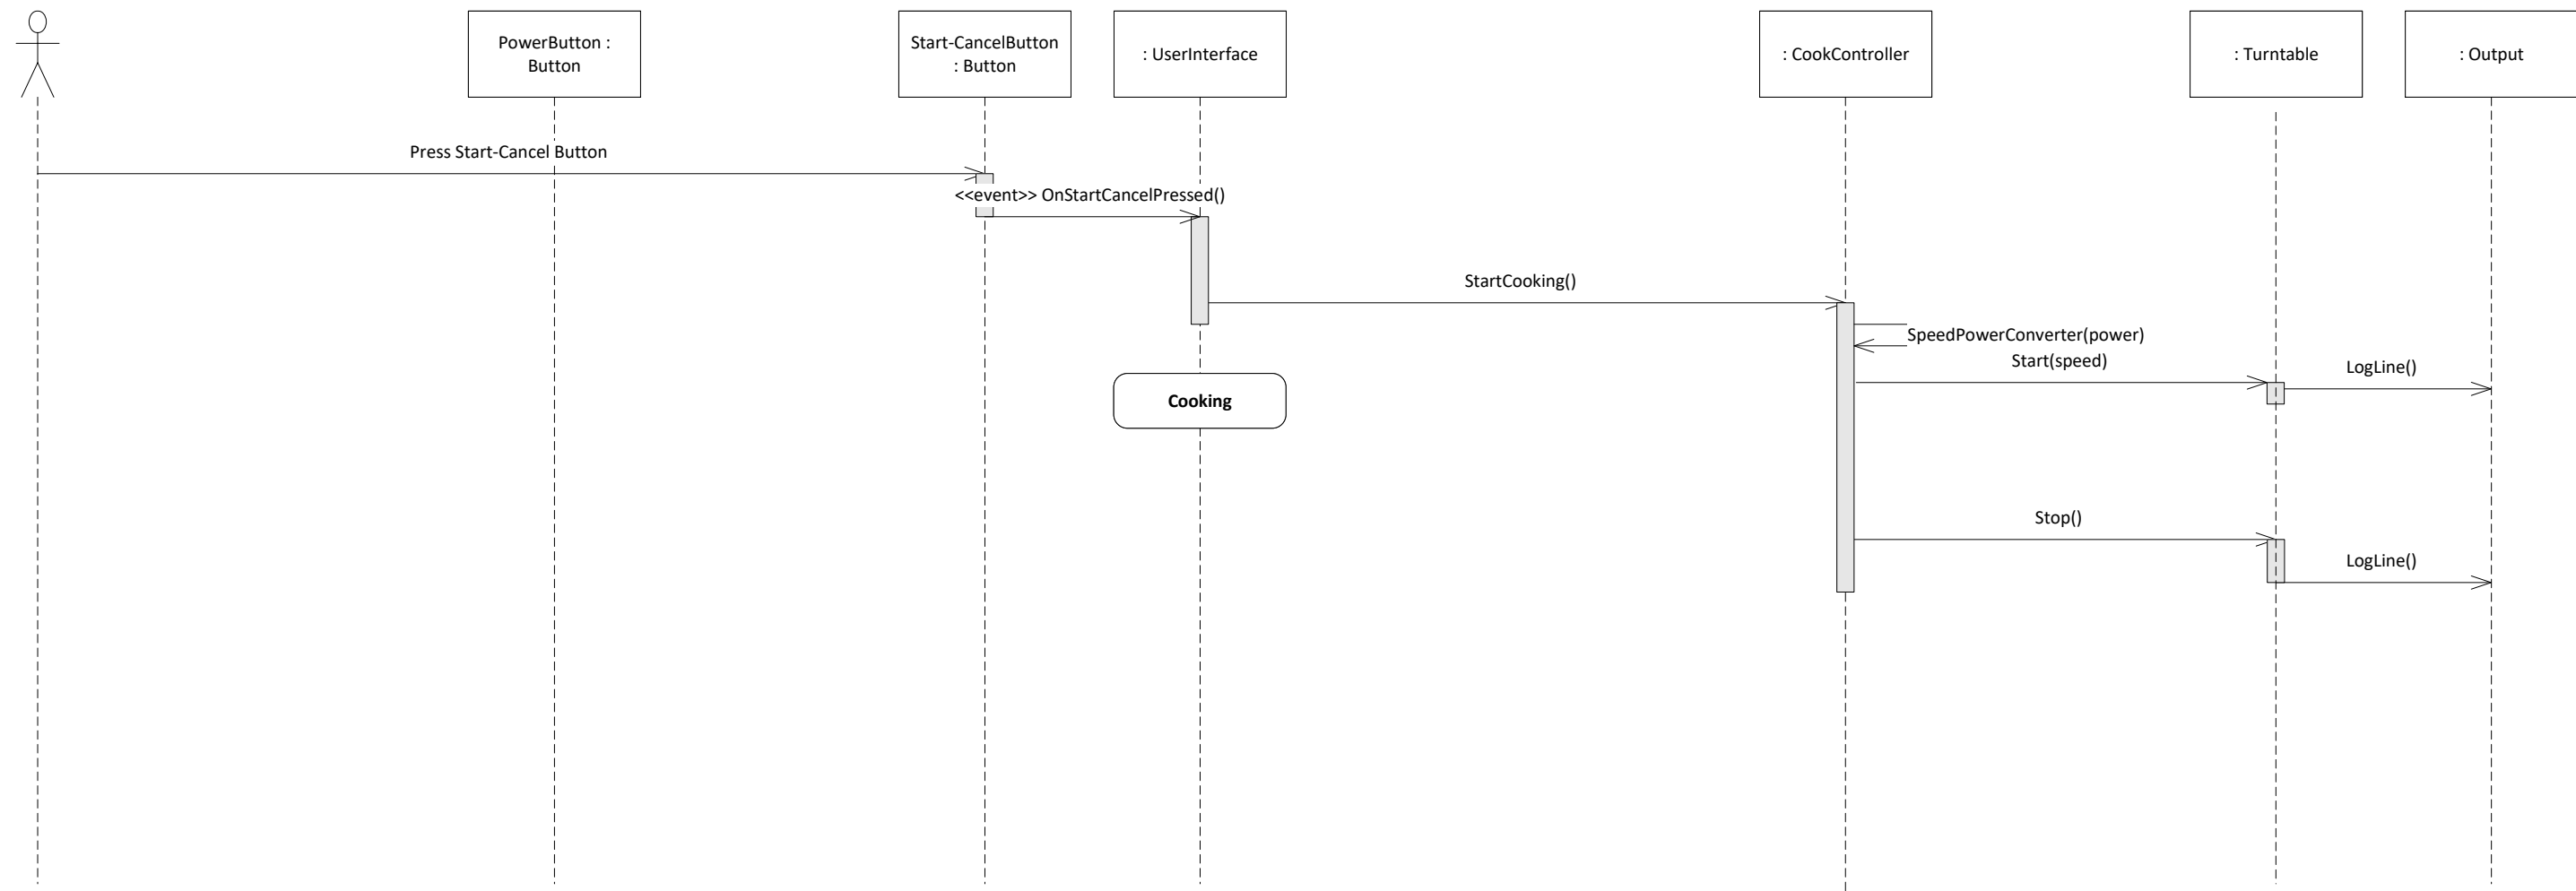 PowerButton :
Button
Start-CancelButton
: Button
: UserInterface
: CookController
: Turntable
: Output
Press Start-Cancel Button
<<event>> OnStartCancelPressed()
StartCooking()
SpeedPowerConverter(power)
Start(speed)
LogLine()
Cooking
Stop()
LogLine()